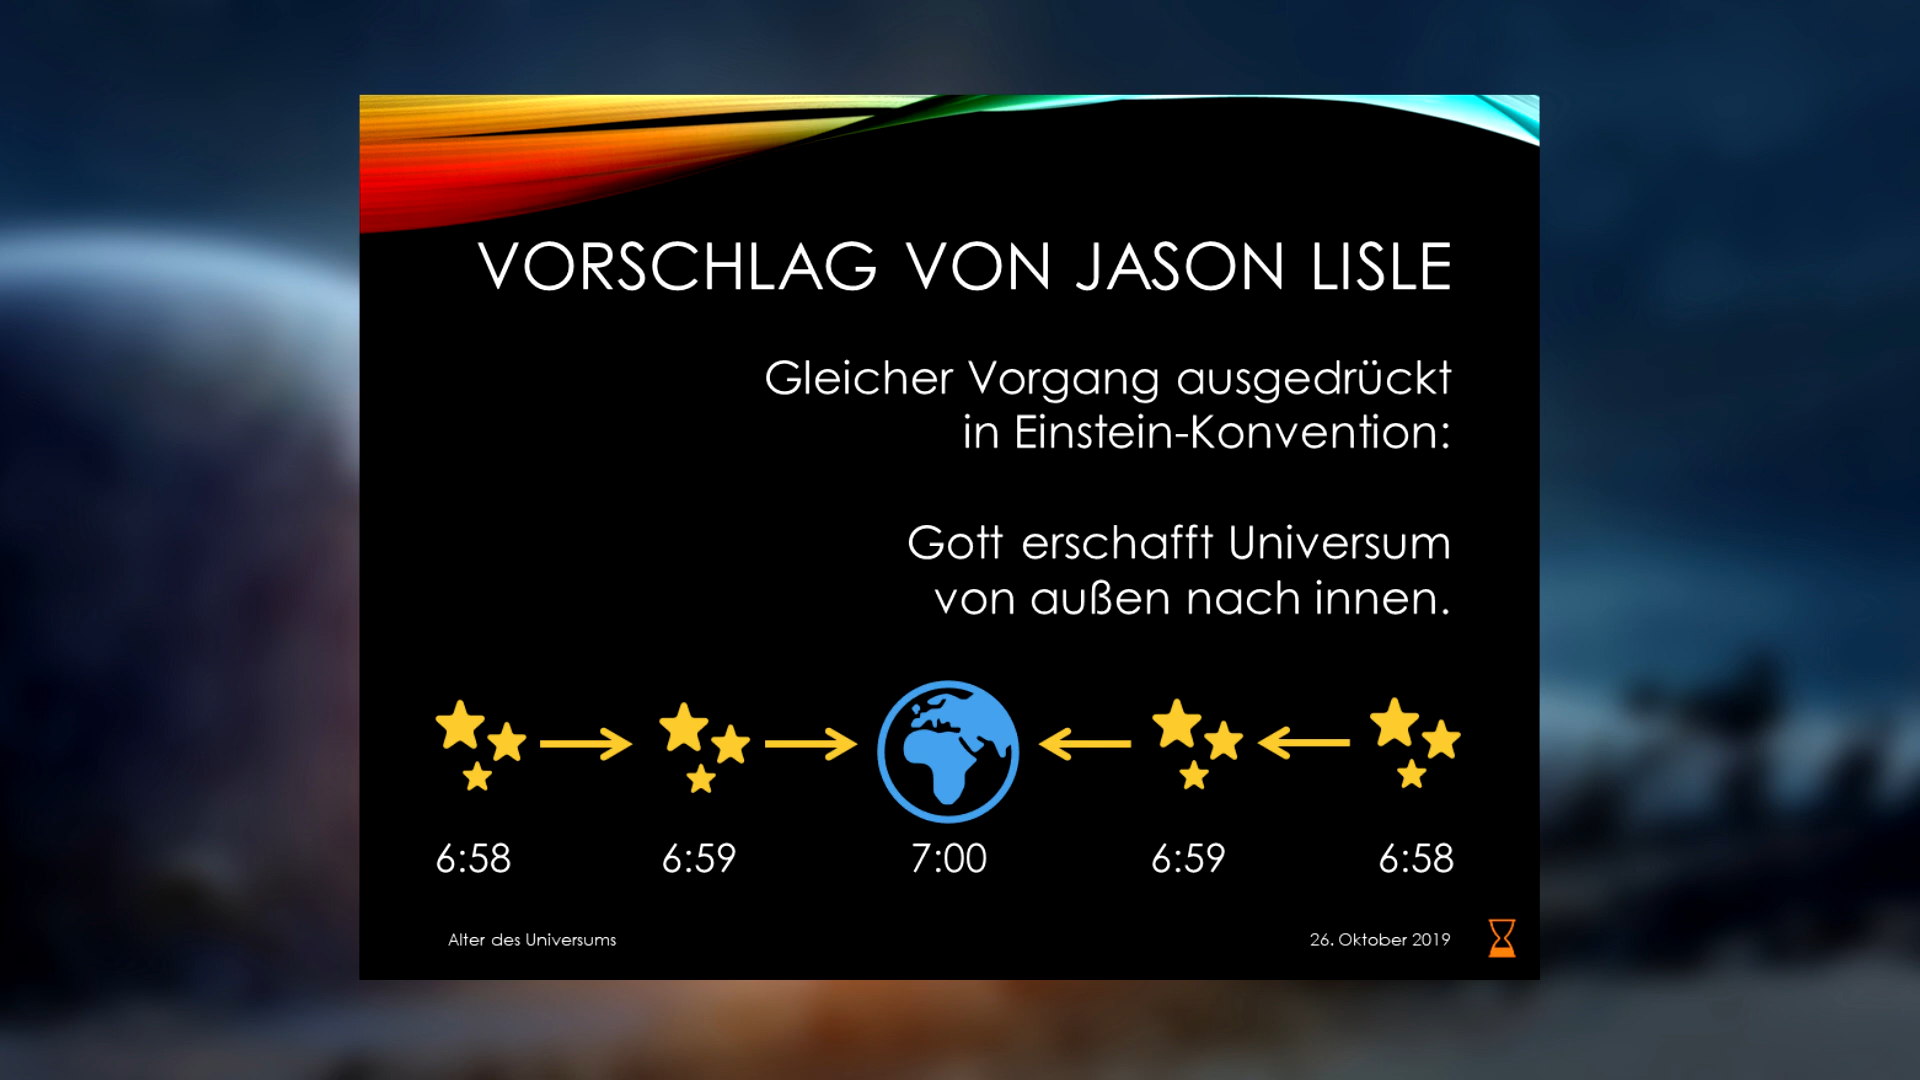 VORSCHLAG VON JASON LISLE
Gleicher Vorgang ausgedrückt
in Einstein-Konvention:
Gott erschafft Universum
von außen nach innen.
6:58 6:59 7:00 6:59 6:58
Alter des Universums 26. Oktober 2019